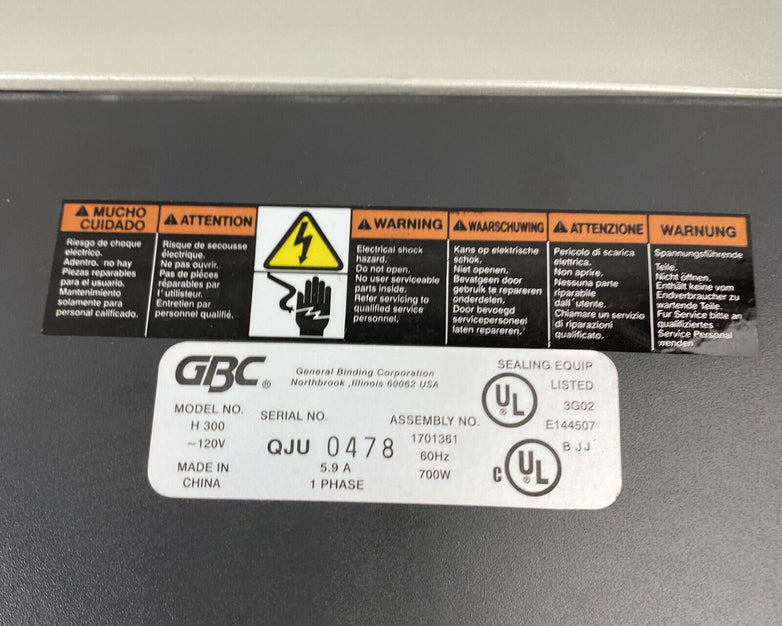 MUCHO
CUIDADO
Riesgo de choque
electrico.
Adentro, no hay
Piezas reparables
para el usuario.
Mantenimiento
solamente para
personal calificado.
ATTENTION
Risque de secousse
électrique.
Ne pas ouvrir.
Pas de pièces
réparables par
l' utilisteur.
Entretien par
personnel qualifié.
WARNING
Electrical shock
hazard.
Do not open.
No user serviceable
parts inside.
Refer servicing to
qualified service
personnel.
WAARSCHUWING
Kans op elektrische
schok.
Niet openen.
Bevatgeen door
gebruik te repareren
onderdelen.
Door bevoegd
servicepersoneel
laten repareren.
ATTENZIONE
Pericolo di scarica
elettrica.
Non aprire.
Nessuna parte
riparabile
dall' utente.
Chiamare un servizio
di riparazioni
qualificato.
WARNUNG
Spannungsführende
Teile.
Nicht öffnen.
Enthält keine vom
Endverbraucher zu
wartende Teile.
Fur Service bitte an
qualifiziertes
Service Personal
wenden
GBC®
General Binding Corporation
Northbrook ,Illinois 60062 USA
MODEL NO.
H 300
~120V
MADE IN
CHINA
SERIAL NO.
QJU 0478
5.9 A
1 PHASE
ASSEMBLY NO.
1701361
60Hz
700W
SEALING EQUIP
UL® LISTED
3G02
E144507
B JJ
c UL®